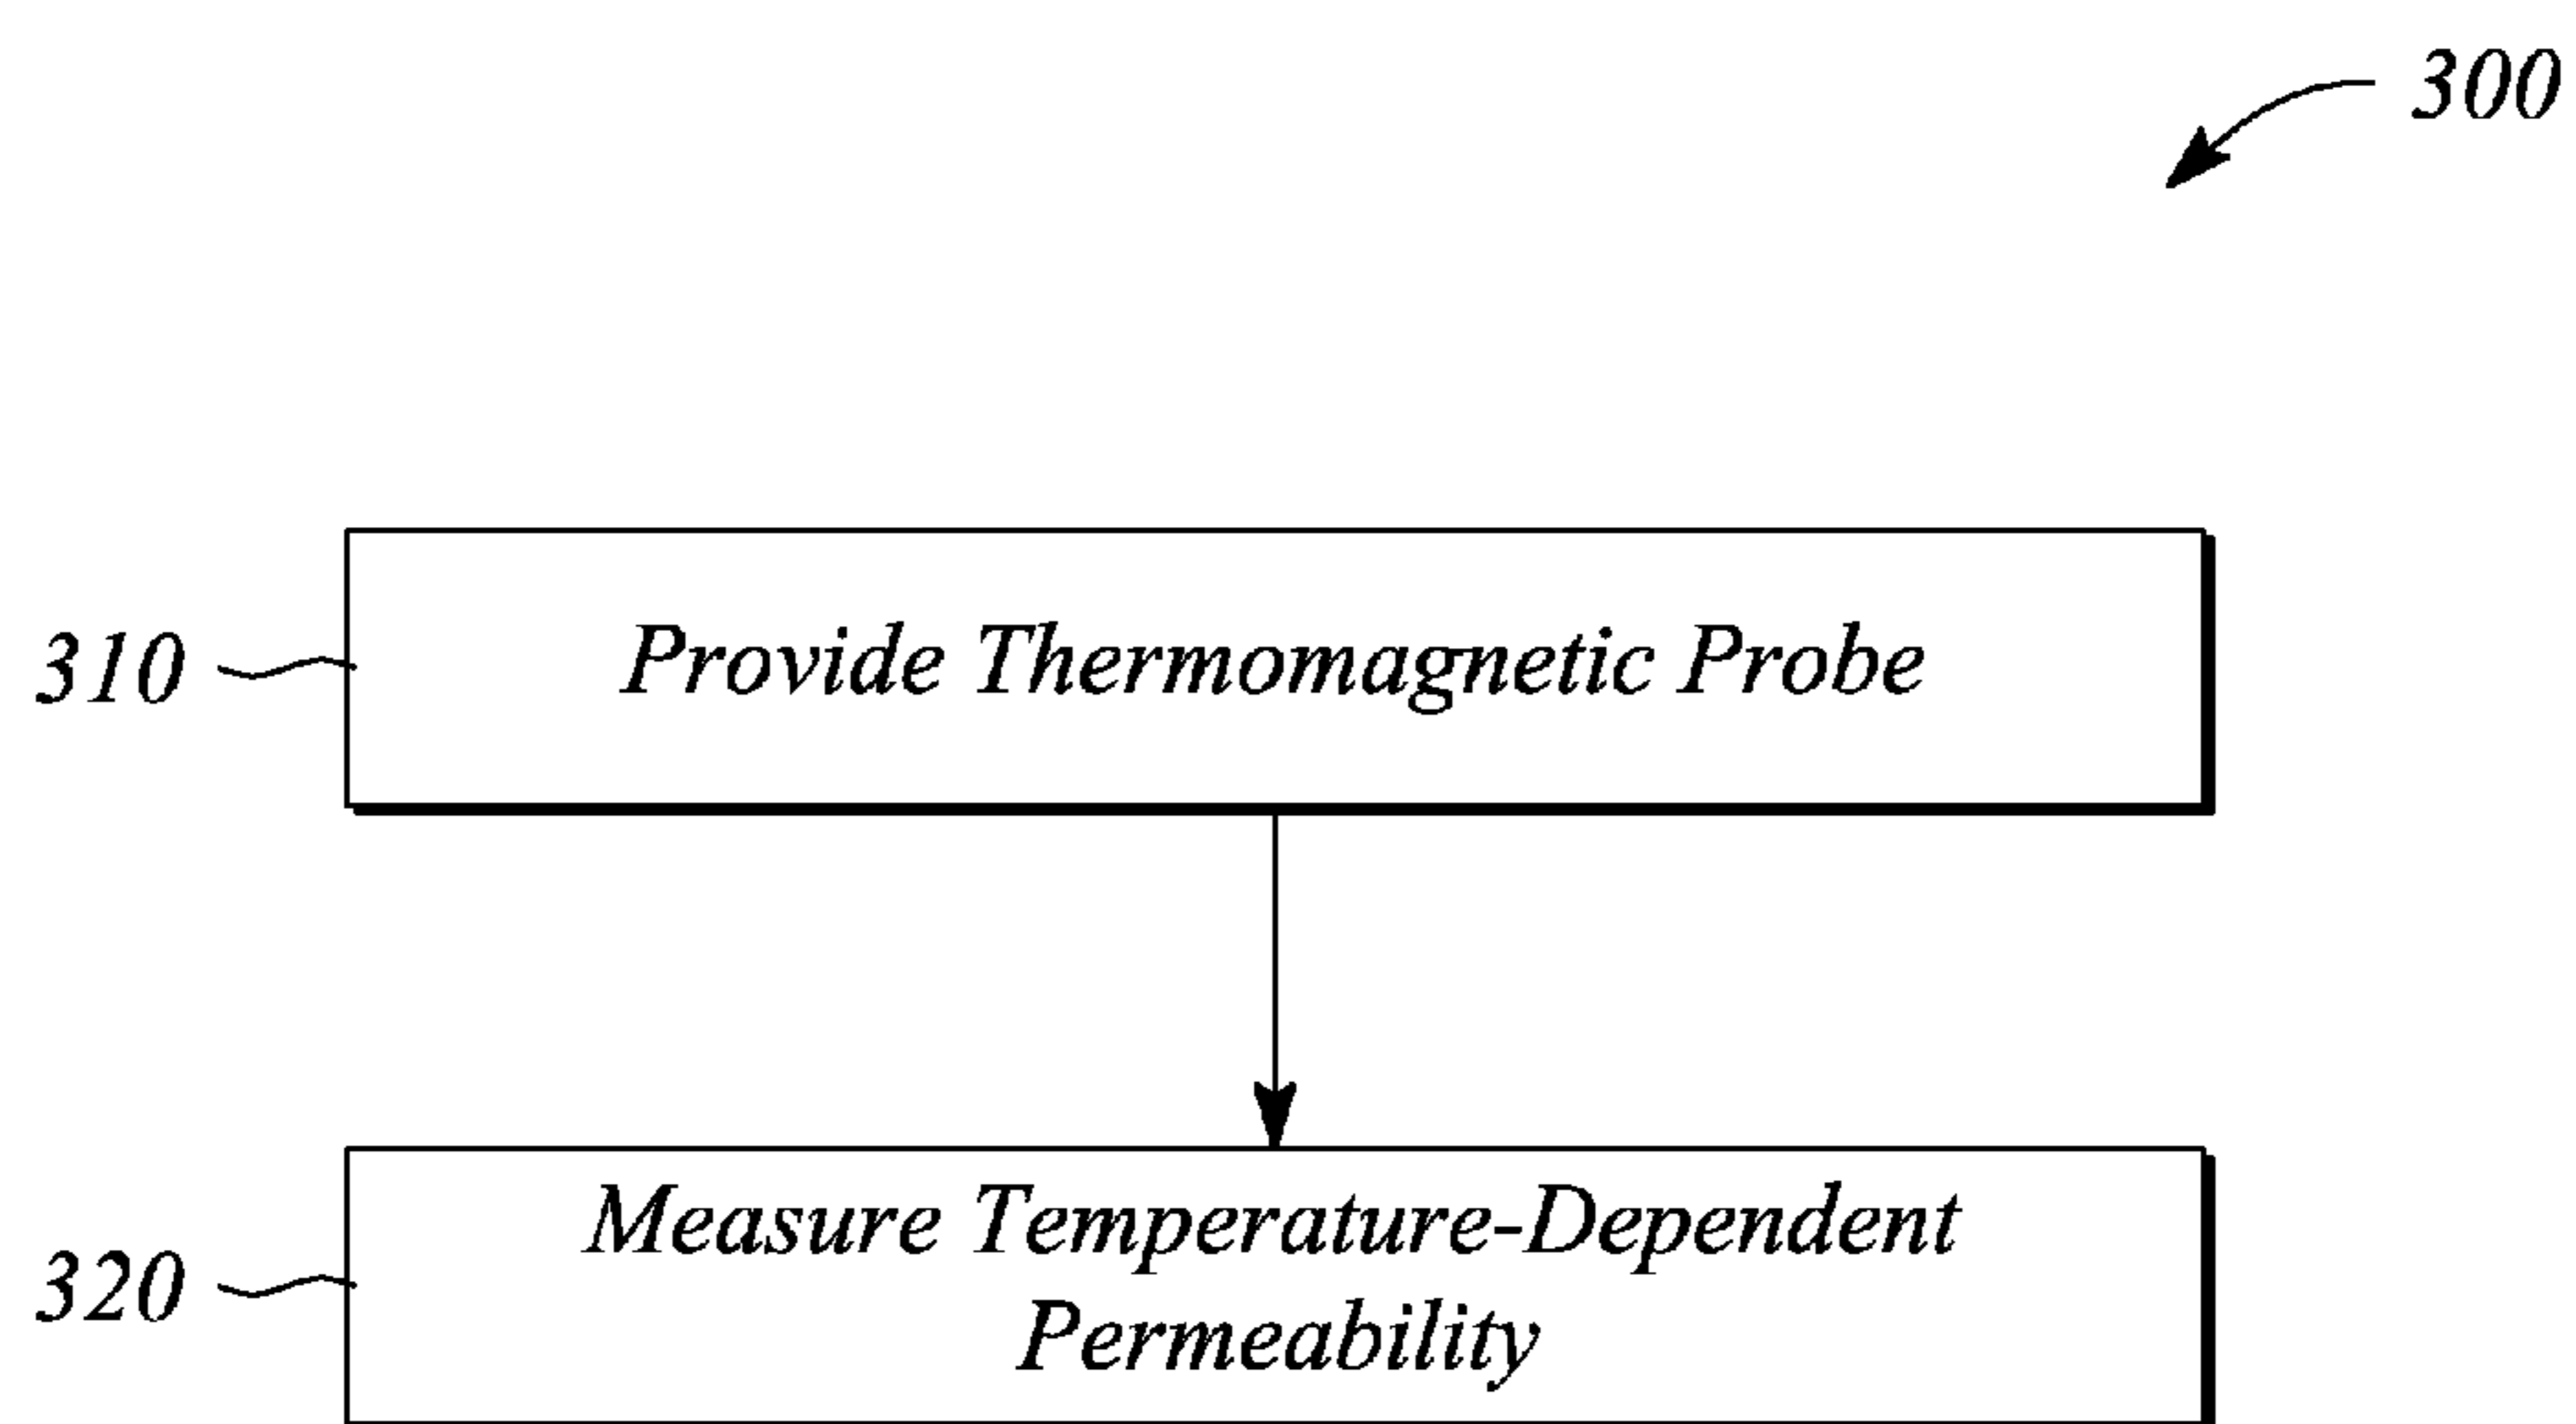 300
310
Provide Thermomagnetic Probe
320
Measure Temperature-Dependent
Permeability